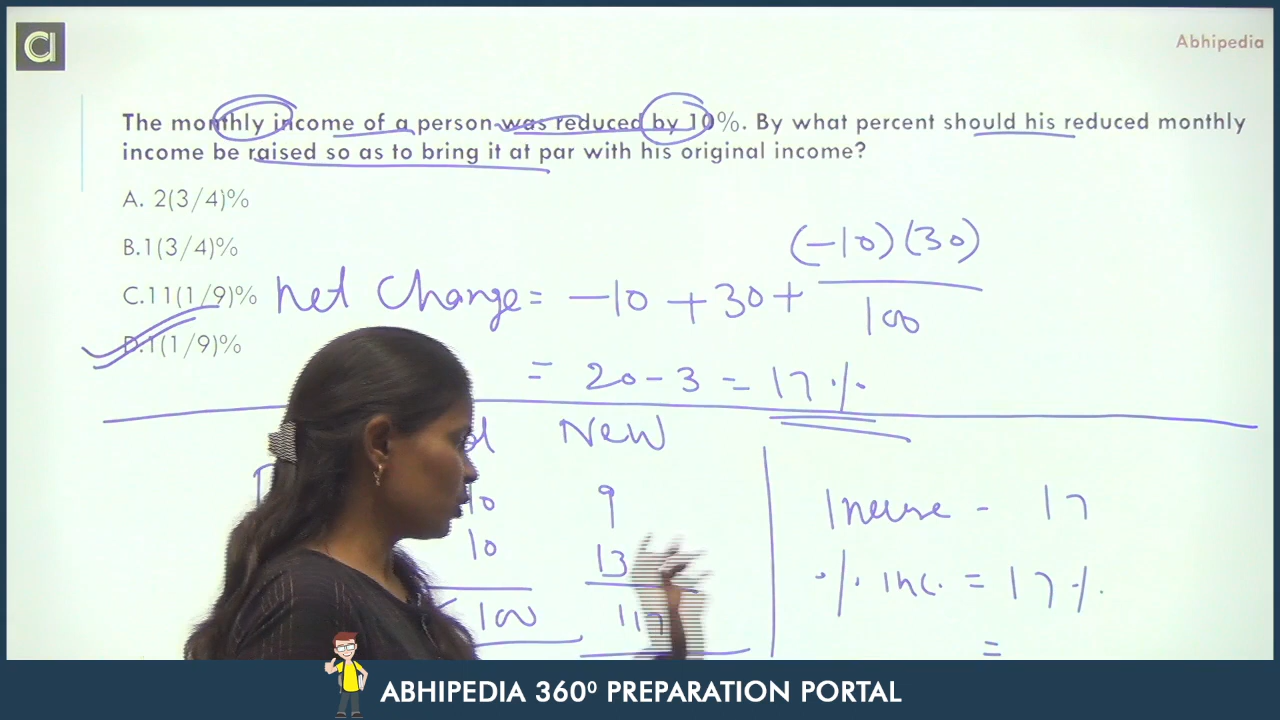 Abhipedia
The monthly income of a person was reduced by 10%. By what percent should his reduced monthly
income be raised so as to bring it at par with his original income?
A. 2(3/4)%
B.1(3/4)%
C.11(1/9)%
D.1(1/9)%
Net Change = -10 + 30 + (-10)(30)
100
= 20 - 3 = 17%
New
10 9
10 13
100 117
Increase - 17
% inc. = 17%
=
ABHIPEDIA 360⁰ PREPARATION PORTAL